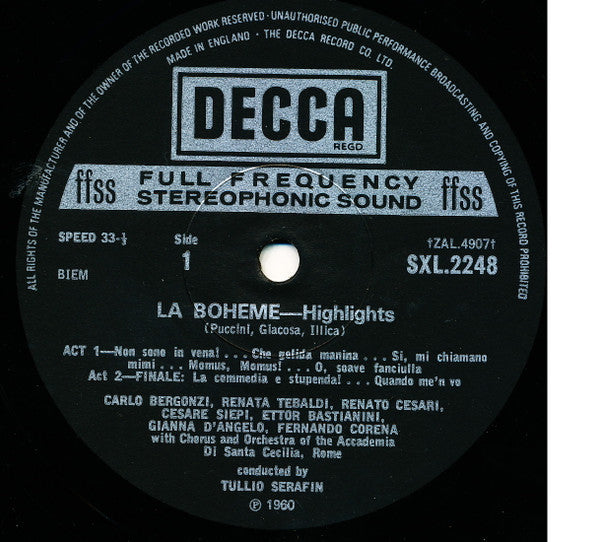 ALL RIGHTS OF THE MANUFACTURER AND OF THE OWNER OF THE RECORDED WORK RESERVED · UNAUTHORISED PUBLIC PERFORMANCE BROADCASTING AND COPYING OF THIS RECORD PROHIBITED
MADE IN ENGLAND · THE DECCA RECORD CO. LTD.
DECCA
REGD
ffss FULL FREQUENCY ffss
STEREOPHONIC SOUND
SPEED 33-⅓ Side †ZAL.4907†
1 SXL.2248
BIEM
LA BOHEME—Highlights
(Puccini, Giacosa, Illica)
ACT 1—Non sono in vena! . . . Che gelida manina . . . Si, mi chiamano
mimi . . . Momus, Momus! . . . O, soave fanciulla
Act 2—FINALE: La commedia e stupenda! . . . Quando me'n vo
CARLO BERGONZI, RENATA TEBALDI, RENATO CESARI,
CESARE SIEPI, ETTOR BASTIANINI,
GIANNA D'ANGELO, FERNANDO CORENA
with Chorus and Orchestra of the Accademia
Di Santa Cecilia, Rome
conducted by
TULLIO SERAFIN
℗ 1960